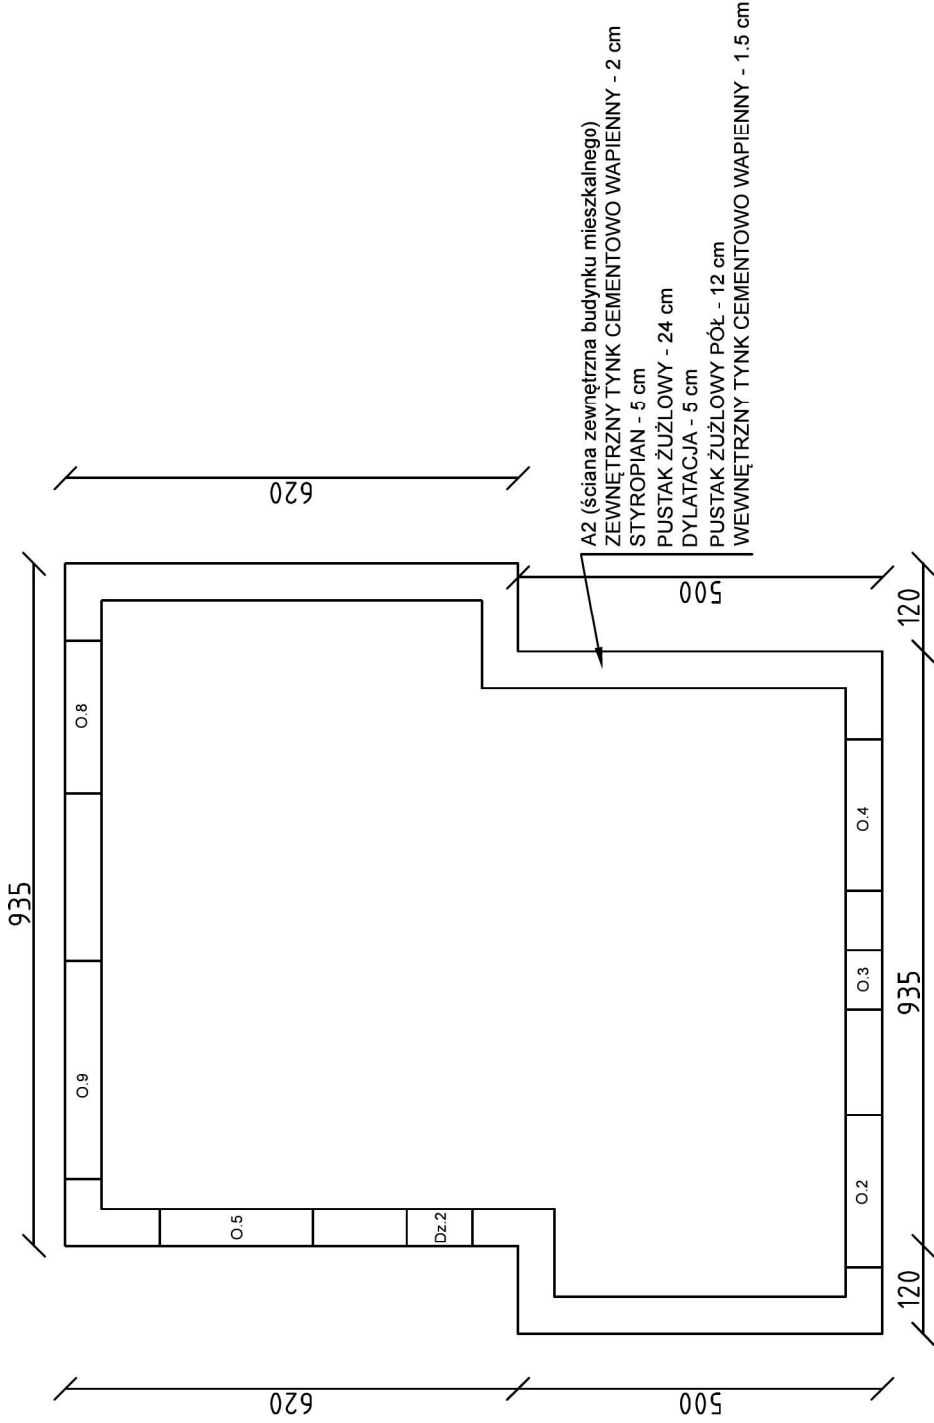 A2 (ściana zewnętrzna budynku mieszkalnego)
ZEWNĘTRZNY TYNK CEMENTOWO WAPIENNY - 2 cm
STYROPIAN - 5 cm
PUSTAK ŻUŻLOWY - 24 cm
DYLATACJA - 5 cm
PUSTAK ŻUŻLOWY PÓŁ - 12 cm
WEWNĘTRZNY TYNK CEMENTOWO WAPIENNY - 1.5 cm
935
620
O.8
O.9
O.5
Dz.2
620
500
O.4
O.3
O.2
500
120
935
120